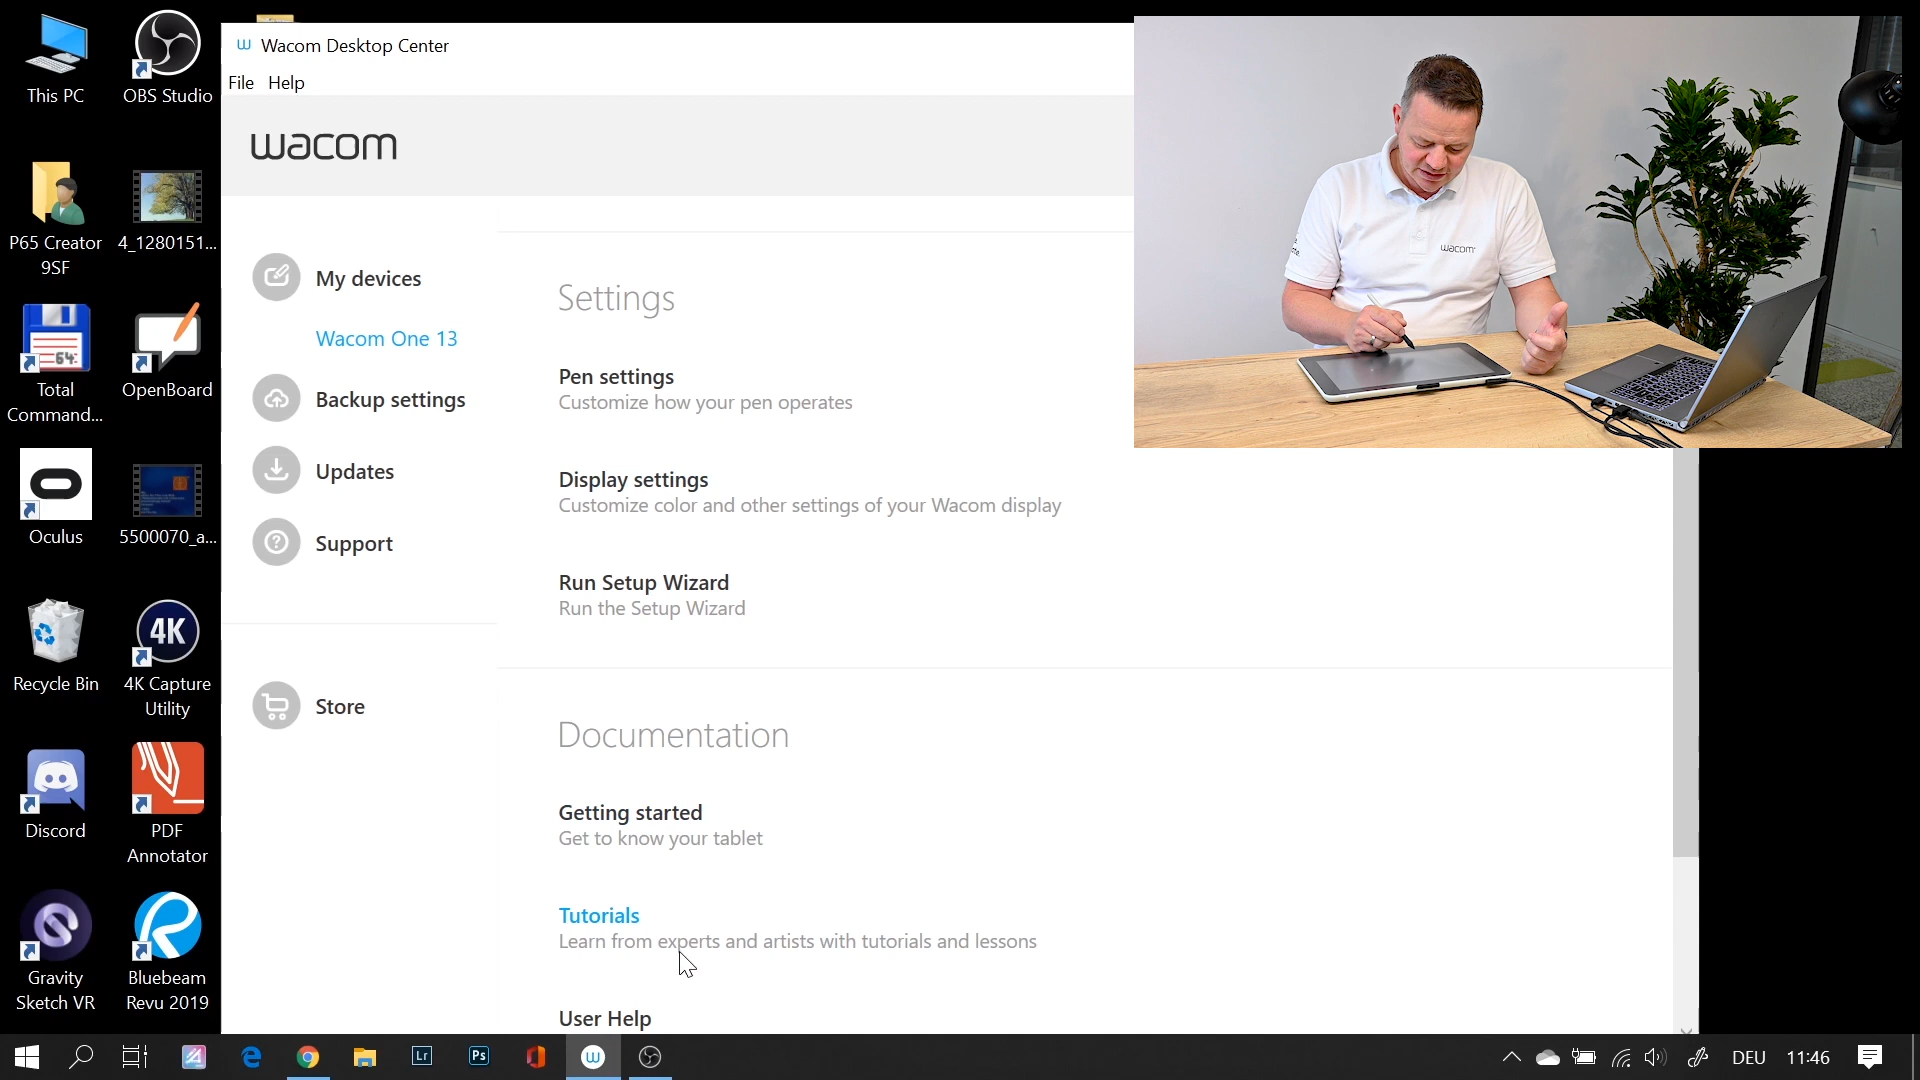 This PC
OBS Studio
P65 Creator
9SF
4_1280151...
Total
Command...
OpenBoard
Oculus
5500070_a...
Recycle Bin
4K Capture
Utility
Discord
PDF
Annotator
Gravity
Sketch VR
Bluebeam
Revu 2019
64
4K
Wacom Desktop Center
File Help
wacom
My devices
Wacom One 13
Backup settings
Updates
Support
Store
Settings
Pen settings
Customize how your pen operates
Display settings
Customize color and other settings of your Wacom display
Run Setup Wizard
Run the Setup Wizard
Documentation
Getting started
Get to know your tablet
Tutorials
Learn from experts and artists with tutorials and lessons
User Help
wacom
Lr
Ps
DEU 11:46